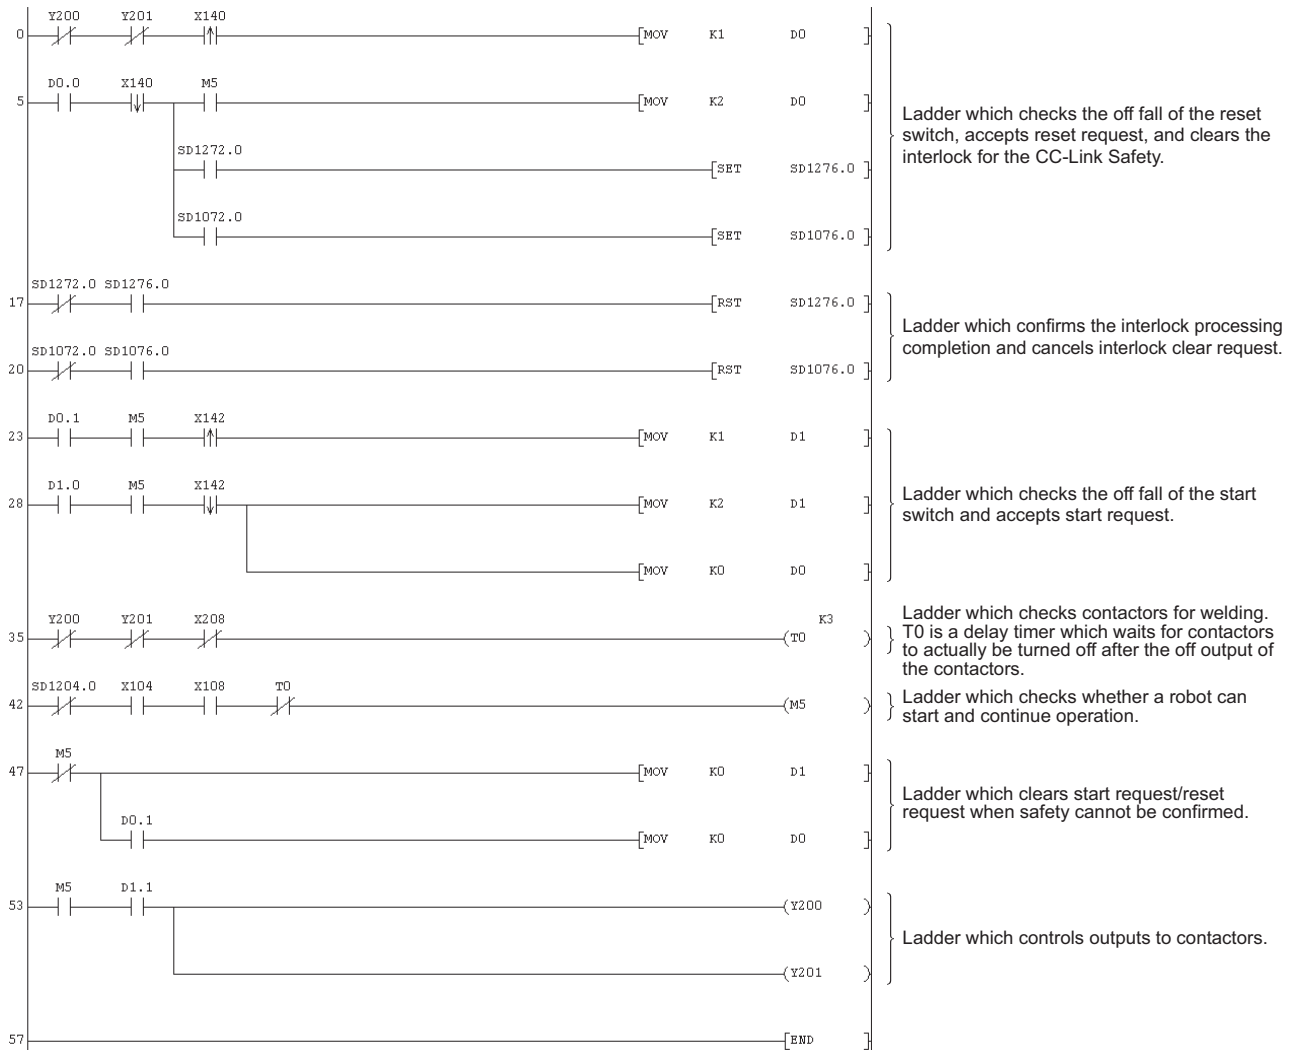 Y200 Y201 X140
0 [MOV K1 D0 ]
D0.0 X140 M5
5 [MOV K2 D0 ]
SD1272.0
[SET SD1276.0 ]
SD1072.0
[SET SD1076.0 ]
Ladder which checks the off fall of the reset
switch, accepts reset request, and clears the
interlock for the CC-Link Safety.
SD1272.0 SD1276.0
17 [RST SD1276.0 ]
SD1072.0 SD1076.0
20 [RST SD1076.0 ]
Ladder which confirms the interlock processing
completion and cancels interlock clear request.
D0.1 M5 X142
23 [MOV K1 D1 ]
D1.0 M5 X142
28 [MOV K2 D1 ]
[MOV K0 D0 ]
Ladder which checks the off fall of the start
switch and accepts start request.
Y200 Y201 X208 K3
35 (T0 )
Ladder which checks contactors for welding.
T0 is a delay timer which waits for contactors
to actually be turned off after the off output of
the contactors.
SD1204.0 X104 X108 T0
42 (M5 )
Ladder which checks whether a robot can
start and continue operation.
M5
47 [MOV K0 D1 ]
D0.1
[MOV K0 D0 ]
Ladder which clears start request/reset
request when safety cannot be confirmed.
M5 D1.1
53 (Y200 )
(Y201 )
Ladder which controls outputs to contactors.
57 [END ]